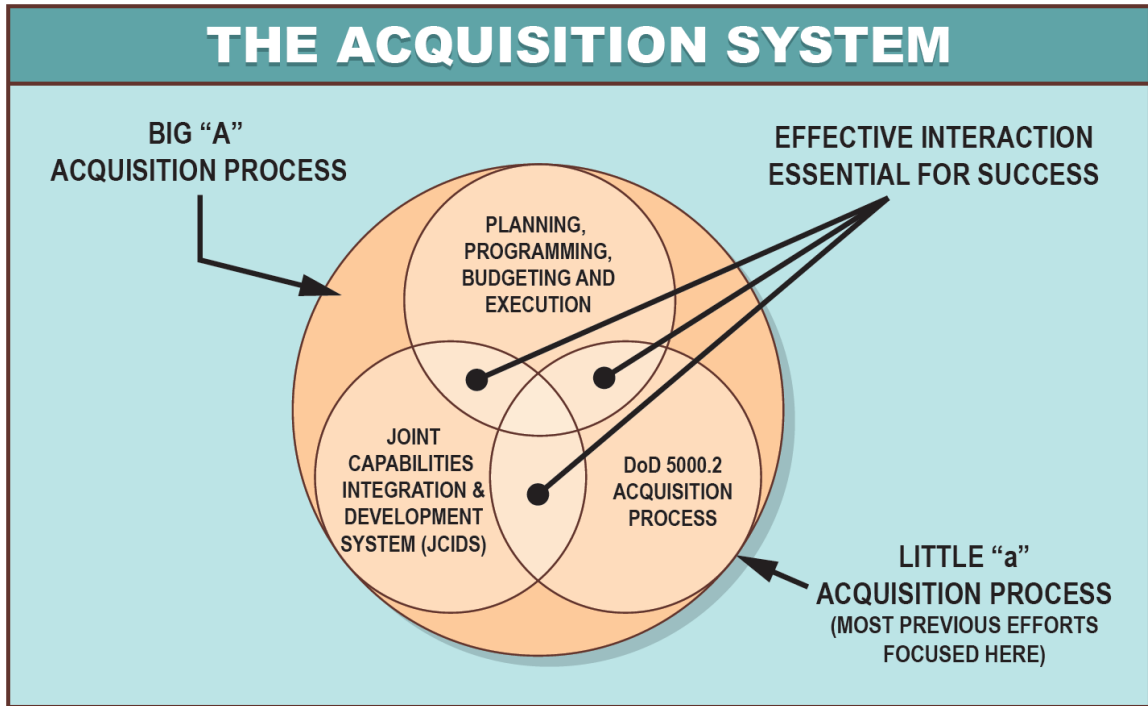 THE ACQUISITION SYSTEM
BIG “A”
ACQUISITION PROCESS
EFFECTIVE INTERACTION
ESSENTIAL FOR SUCCESS
PLANNING,
PROGRAMMING,
BUDGETING AND
EXECUTION
JOINT
CAPABILITIES
INTEGRATION &
DEVELOPMENT
SYSTEM (JCIDS)
DoD 5000.2
ACQUISITION
PROCESS
LITTLE “a”
ACQUISITION PROCESS
(MOST PREVIOUS EFFORTS
FOCUSED HERE)